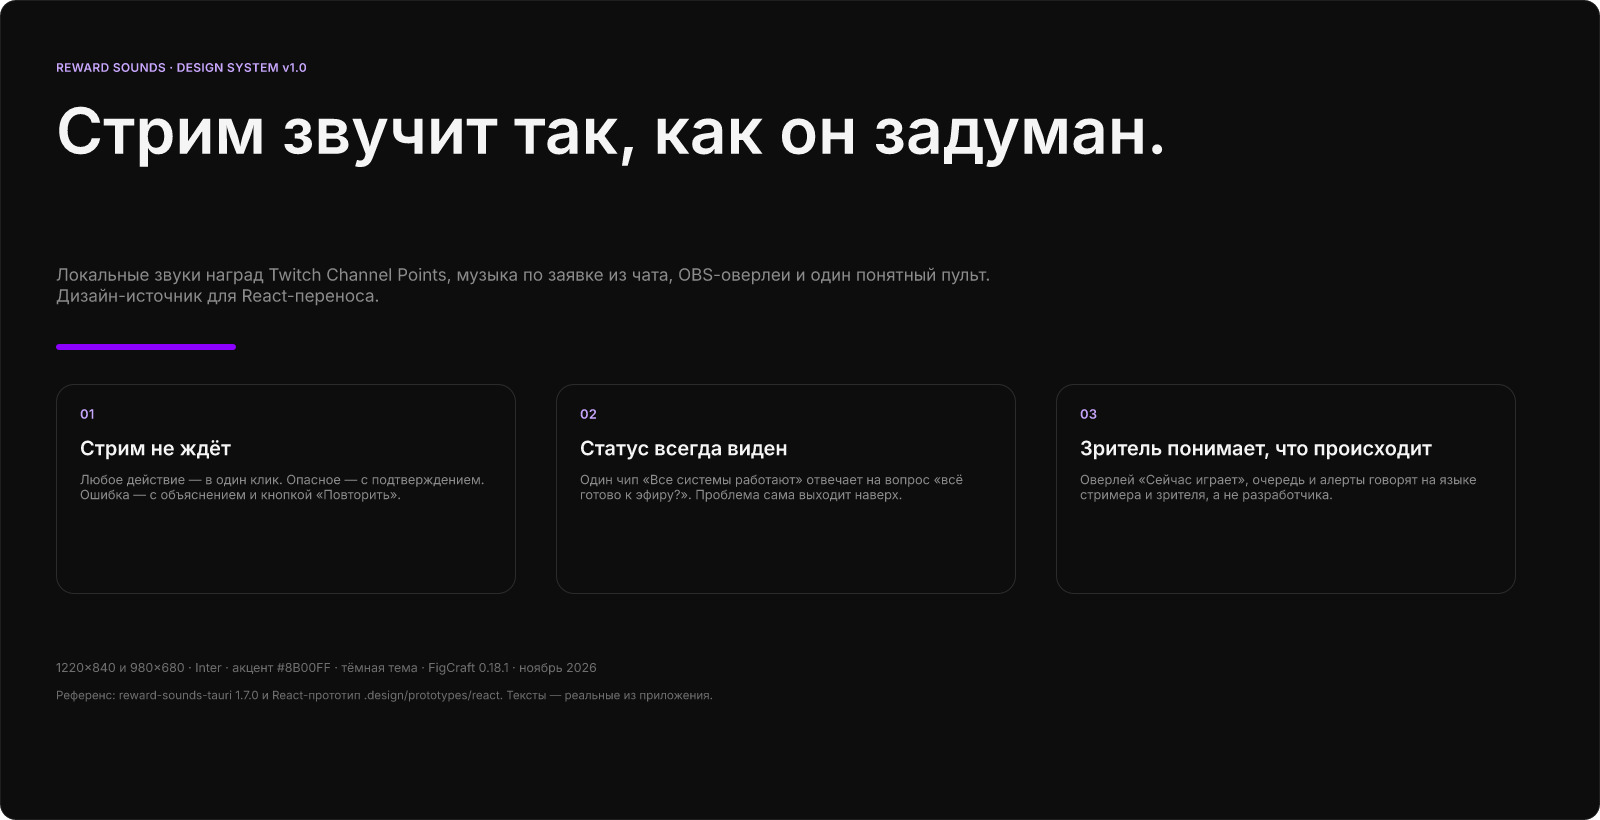 REWARD SOUNDS · DESIGN SYSTEM v1.0
Стрим звучит так, как он задуман.
Локальные звуки наград Twitch Channel Points, музыка по заявке из чата, OBS-оверлеи и один понятный пульт.
Дизайн-источник для React-переноса.
01
Стрим не ждёт
Любое действие — в один клик. Опасное — с подтверждением.
Ошибка — с объяснением и кнопкой «Повторить».
02
Статус всегда виден
Один чип «Все системы работают» отвечает на вопрос «всё
готово к эфиру?». Проблема сама выходит наверх.
03
Зритель понимает, что происходит
Оверлей «Сейчас играет», очередь и алерты говорят на языке
стримера и зрителя, а не разработчика.
1220×840 и 980×680 · Inter · акцент #8B00FF · тёмная тема · FigCraft 0.18.1 · ноябрь 2026
Референс: reward-sounds-tauri 1.7.0 и React-прототип .design/prototypes/react. Тексты — реальные из приложения.